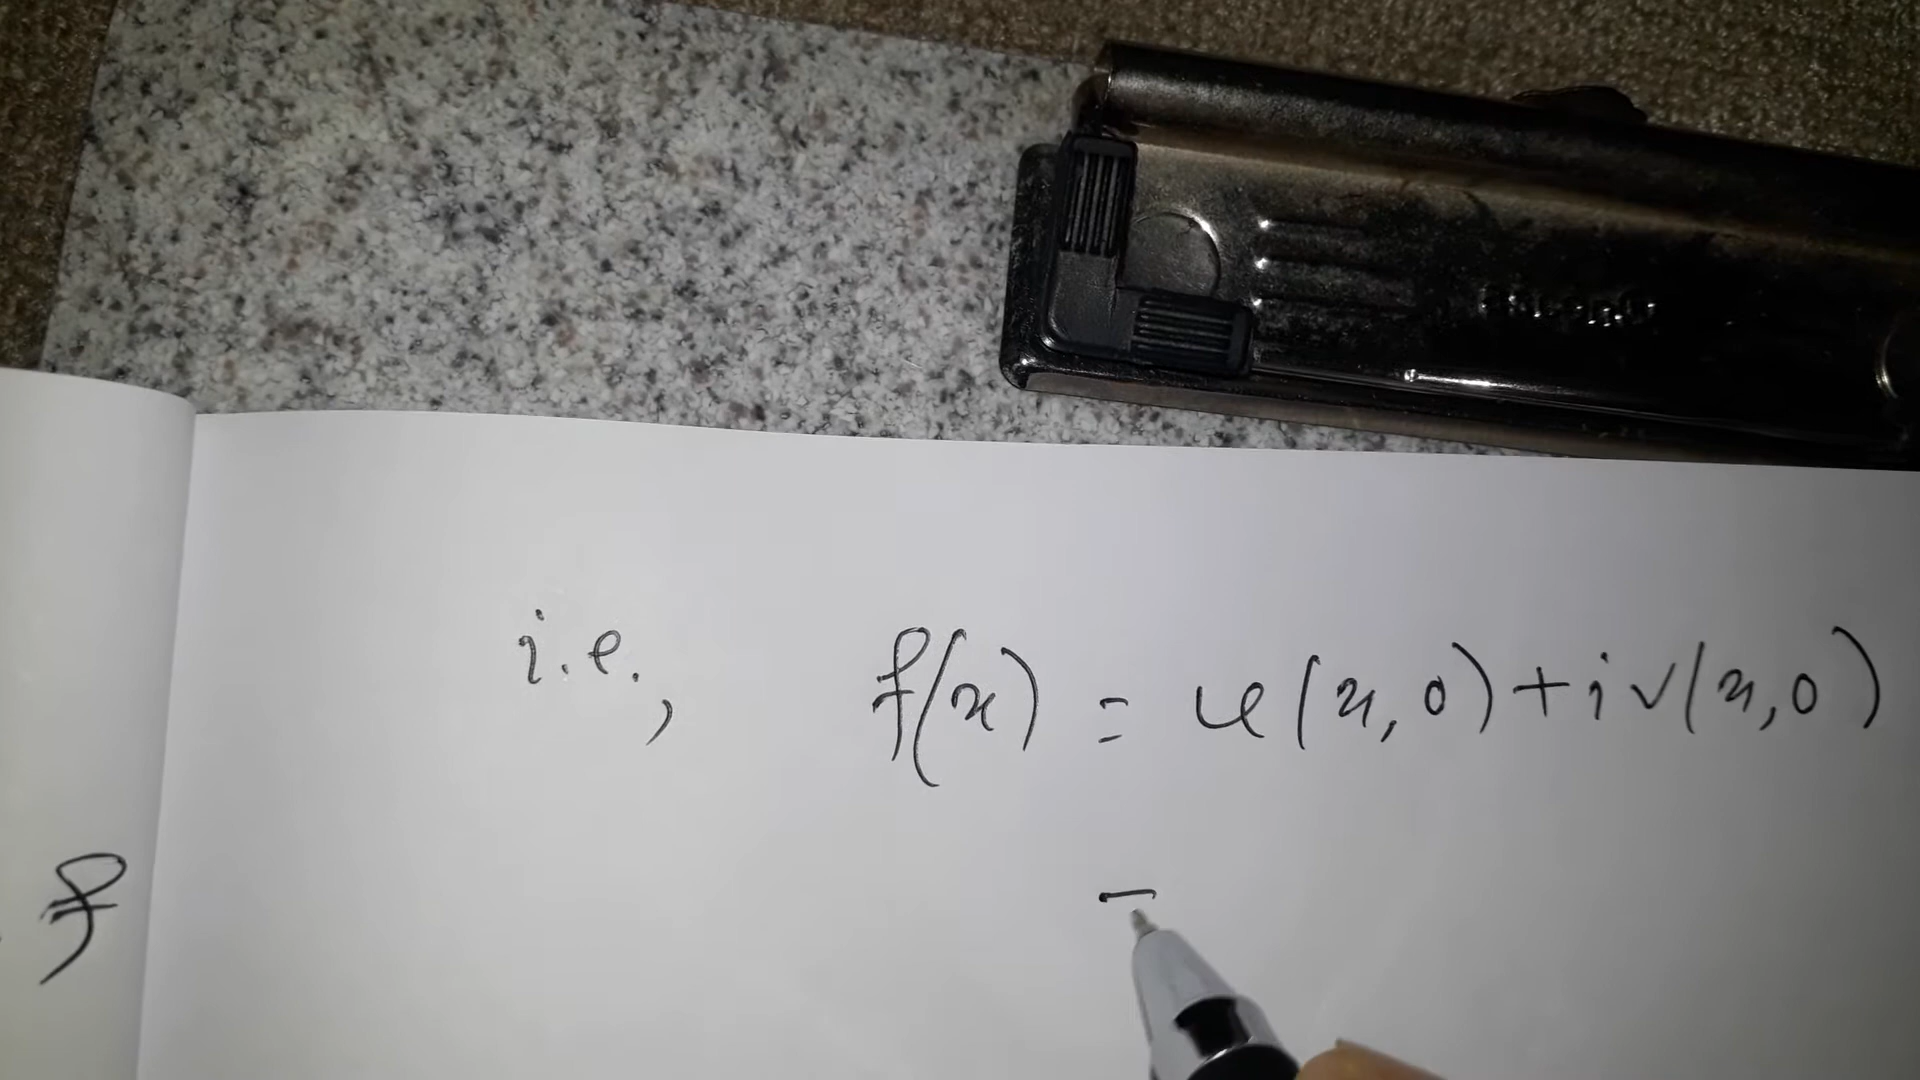 i.e., f(x) = u(x,0)+iv(x,0)
f